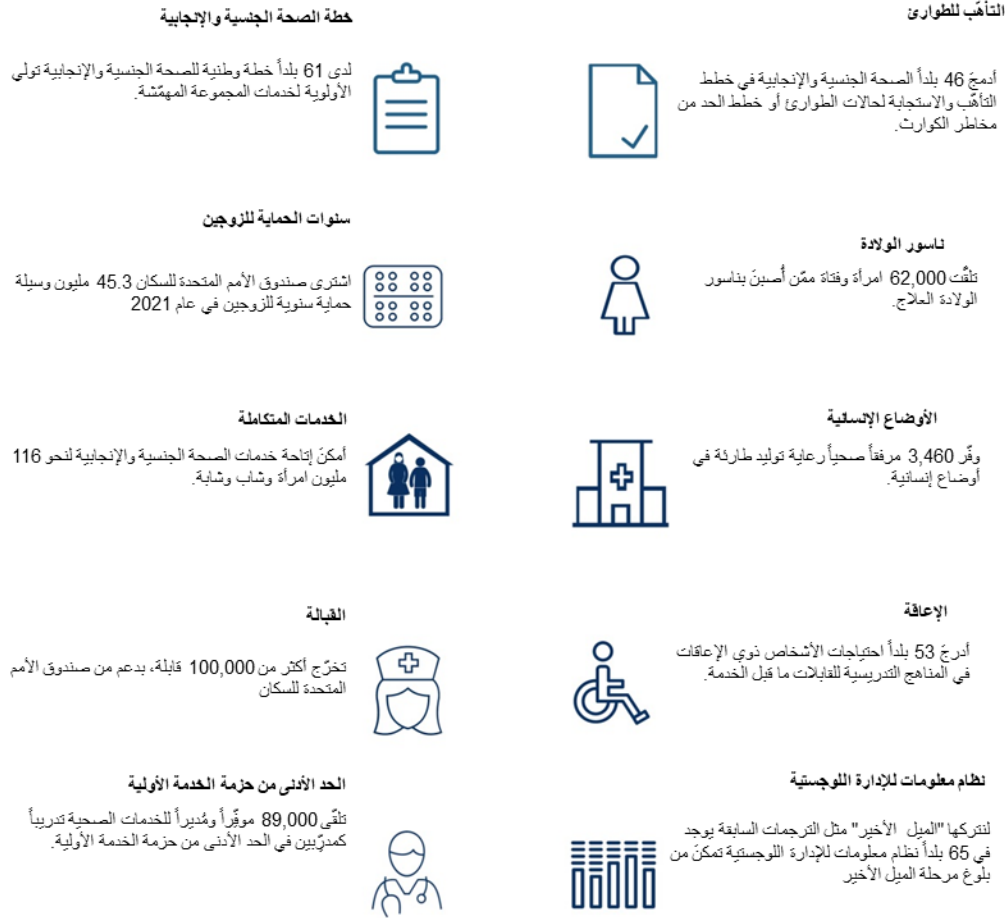 التأهّب للطوارئ
أدمجَ 46 بلداً الصحة الجنسية والإنجابية في خطط
التأهّب والاستجابة لحالات الطوارئ أو خطط الحد من
مخاطر الكوارث.
خطة الصحة الجنسية والإنجابية
لدى 61 بلداً خطة وطنية للصحة الجنسية والإنجابية تولي
الأولوية لخدمات المجموعة المهمّشة.
ناسور الولادة
تلقَّت 62,000 امرأة وفتاة ممّن أُصبنَ بناسور
الولادة العلاج.
سنوات الحماية للزوجين
اشترى صندوق الأمم المتحدة للسكان 45.3 مليون وسيلة
حماية سنوية للزوجين في عام 2021
الأوضاع الإنسانية
وفّر 3,460 مرفقاً صحياً رعاية توليد طارئة في
أوضاع إنسانية.
الخدمات المتكاملة
أمكنَ إتاحة خدمات الصحة الجنسية والإنجابية لنحو 116
مليون امرأة وشاب وشابة.
الإعاقة
أدرجَ 53 بلداً احتياجات الأشخاص ذوي الإعاقات
في المناهج التدريسية للقابلات ما قبل الخدمة.
القبالة
تخرّج أكثر من 100,000 قابلة، بدعم من صندوق الأمم
المتحدة للسكان
نظام معلومات للإدارة اللوجستية
لنتركها "الميل الأخير" مثل الترجمات السابقة يوجد
في 65 بلداً نظام معلومات للإدارة اللوجستية تمكنَ من
بلوغ مرحلة الميل الأخير
الحد الأدنى من حزمة الخدمة الأولية
تلقّى 89,000 موفّراً ومُديراً للخدمات الصحية تدريباً
كمدرّبين في الحد الأدنى من حزمة الخدمة الأولية.